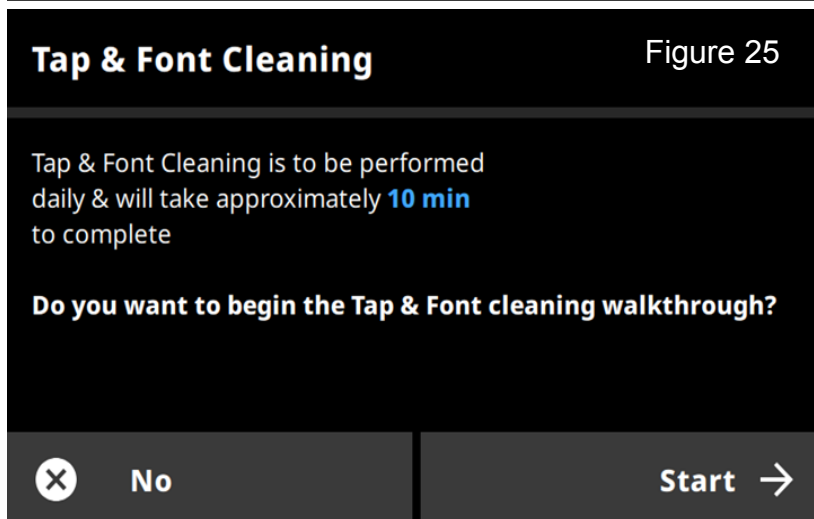 Tap & Font Cleaning
Figure 25
Tap & Font Cleaning is to be performed
daily & will take approximately 10 min
to complete
Do you want to begin the Tap & Font cleaning walkthrough?
No
Start